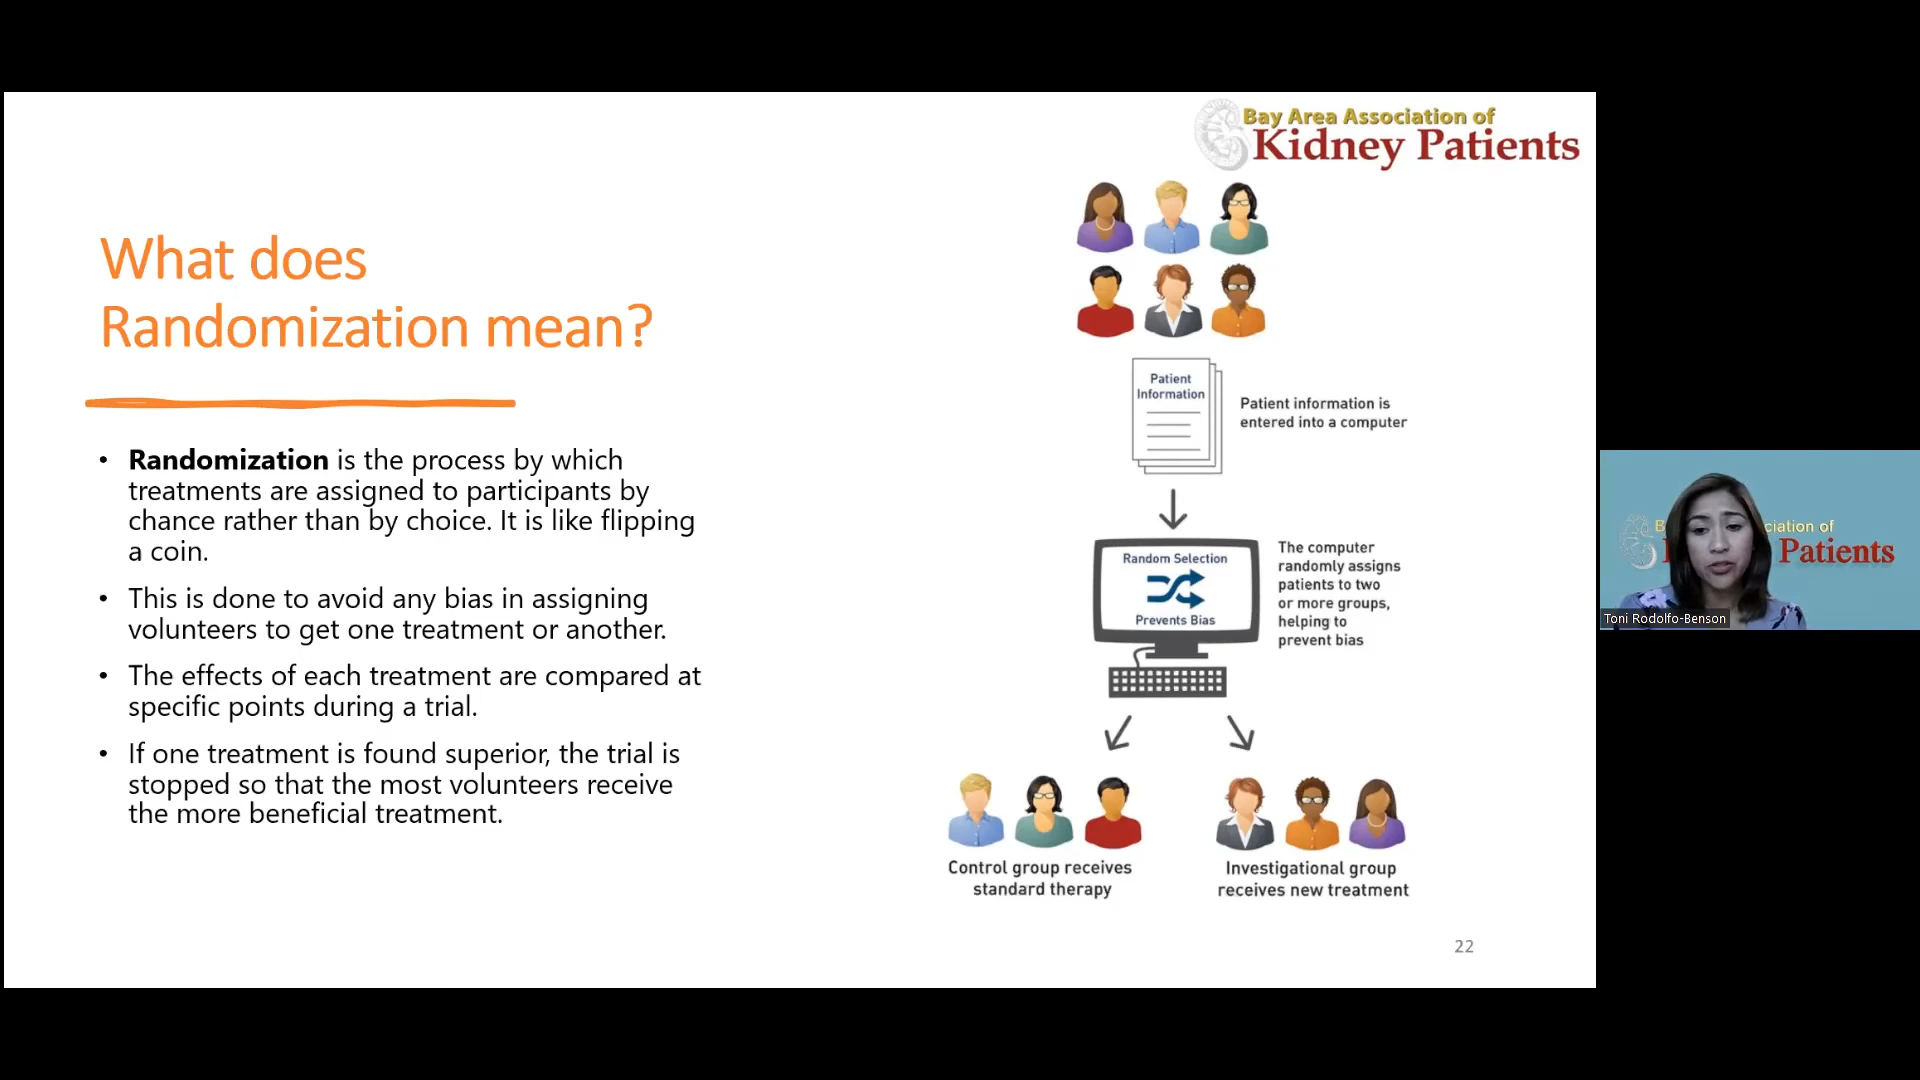 Bay Area Association of
Kidney Patients
What does
Randomization mean?
• Randomization is the process by which
treatments are assigned to participants by
chance rather than by choice. It is like flipping
a coin.
• This is done to avoid any bias in assigning
volunteers to get one treatment or another.
• The effects of each treatment are compared at
specific points during a trial.
• If one treatment is found superior, the trial is
stopped so that the most volunteers receive
the more beneficial treatment.
Patient
Information
Patient information is
entered into a computer
Random Selection
Prevents Bias
The computer
randomly assigns
patients to two
or more groups,
helping to
prevent bias
Control group receives
standard therapy
Investigational group
receives new treatment
22
ciation of
Patients
Toni Rodolfo-Benson